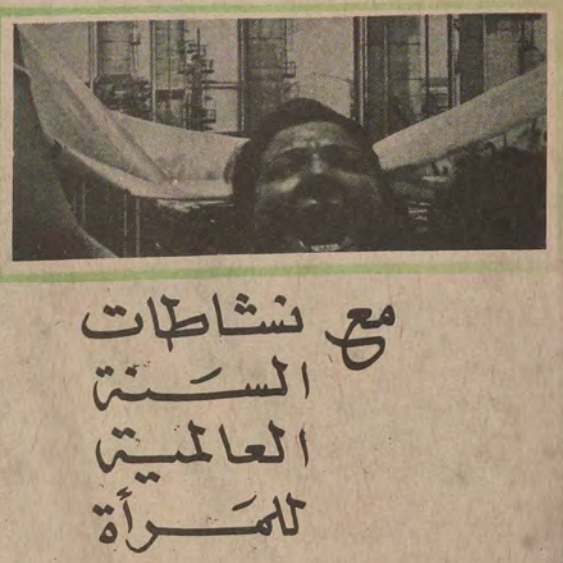 مع نشاطات
السنة
العالمية
للمرأة